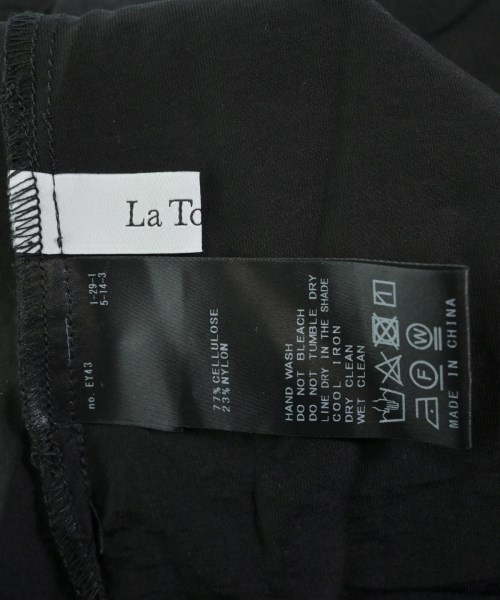 La To
1-29-1
5-14-3
no. EY43
77% CELLULOSE
23% NYLON
HAND WASH
DO NOT BLEACH
DO NOT TUMBLE DRY
LINE DRY IN THE SHADE
COOL IRON
DRY CLEAN
WET CLEAN
F W
MADE IN CHINA